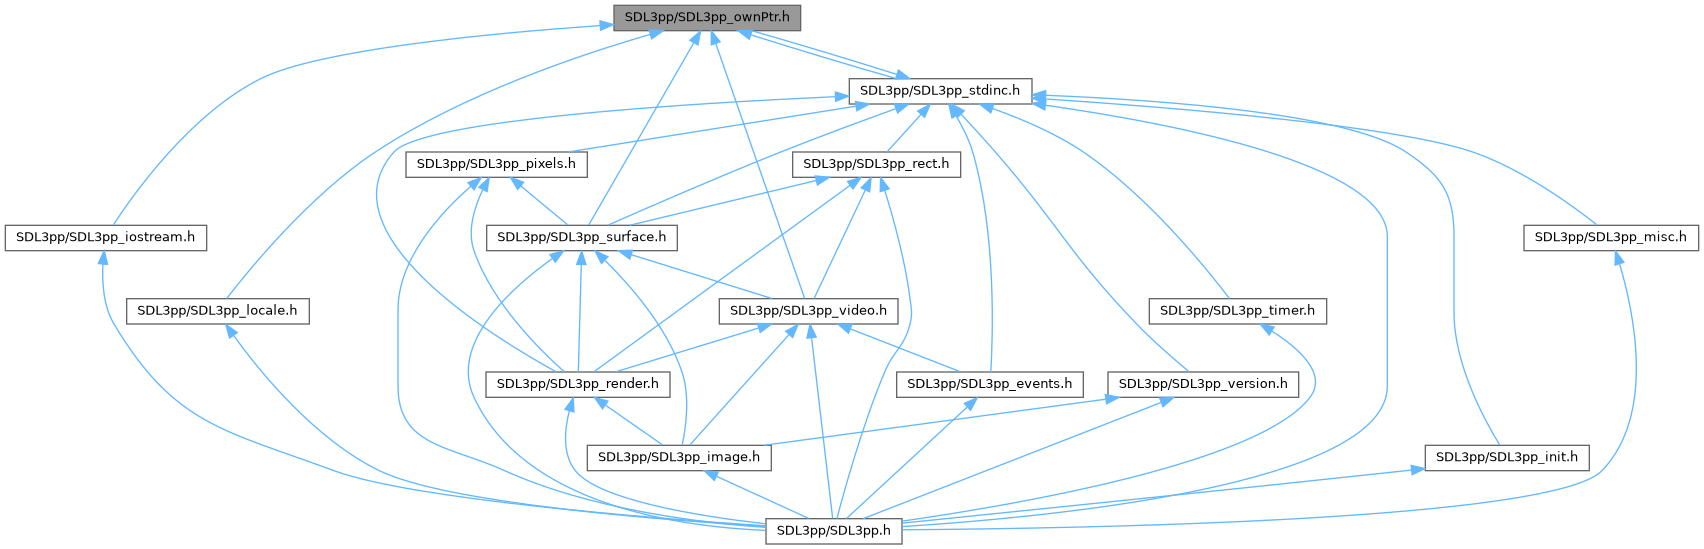 SDL3pp/SDL3pp_ownPtr.h
SDL3pp/SDL3pp_stdinc.h
SDL3pp/SDL3pp_pixels.h
SDL3pp/SDL3pp_rect.h
SDL3pp/SDL3pp_iostream.h
SDL3pp/SDL3pp_surface.h
SDL3pp/SDL3pp_misc.h
SDL3pp/SDL3pp_locale.h
SDL3pp/SDL3pp_video.h
SDL3pp/SDL3pp_timer.h
SDL3pp/SDL3pp_render.h
SDL3pp/SDL3pp_events.h
SDL3pp/SDL3pp_version.h
SDL3pp/SDL3pp_image.h
SDL3pp/SDL3pp_init.h
SDL3pp/SDL3pp.h